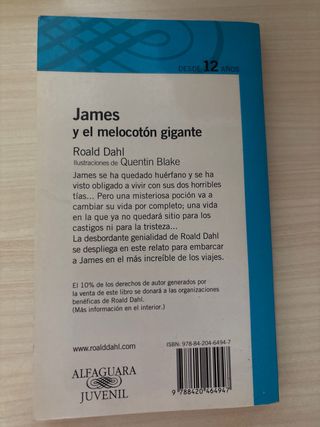 DESDE 12 AÑOS
James
y el melocotón gigante
Roald Dahl
Ilustraciones de Quentin Blake
James se ha quedado huérfano y se ha
visto obligado a vivir con sus dos horribles
tías... Pero una misteriosa poción va a
cambiar su vida por completo; una vida
en la que ya no quedará sitio para los
castigos ni para la tristeza...
La desbordante genialidad de Roald Dahl
se despliega en este relato para embarcar
a James en el más increíble de los viajes.
El 10% de los derechos de autor generados por
la venta de este libro se donará a las organizaciones
benéficas de Roald Dahl.
(Más información en el interior.)
www.roalddahl.com
ALFAGUARA
JUVENIL
ISBN: 978-84-204-6494-7
9 788420 464947